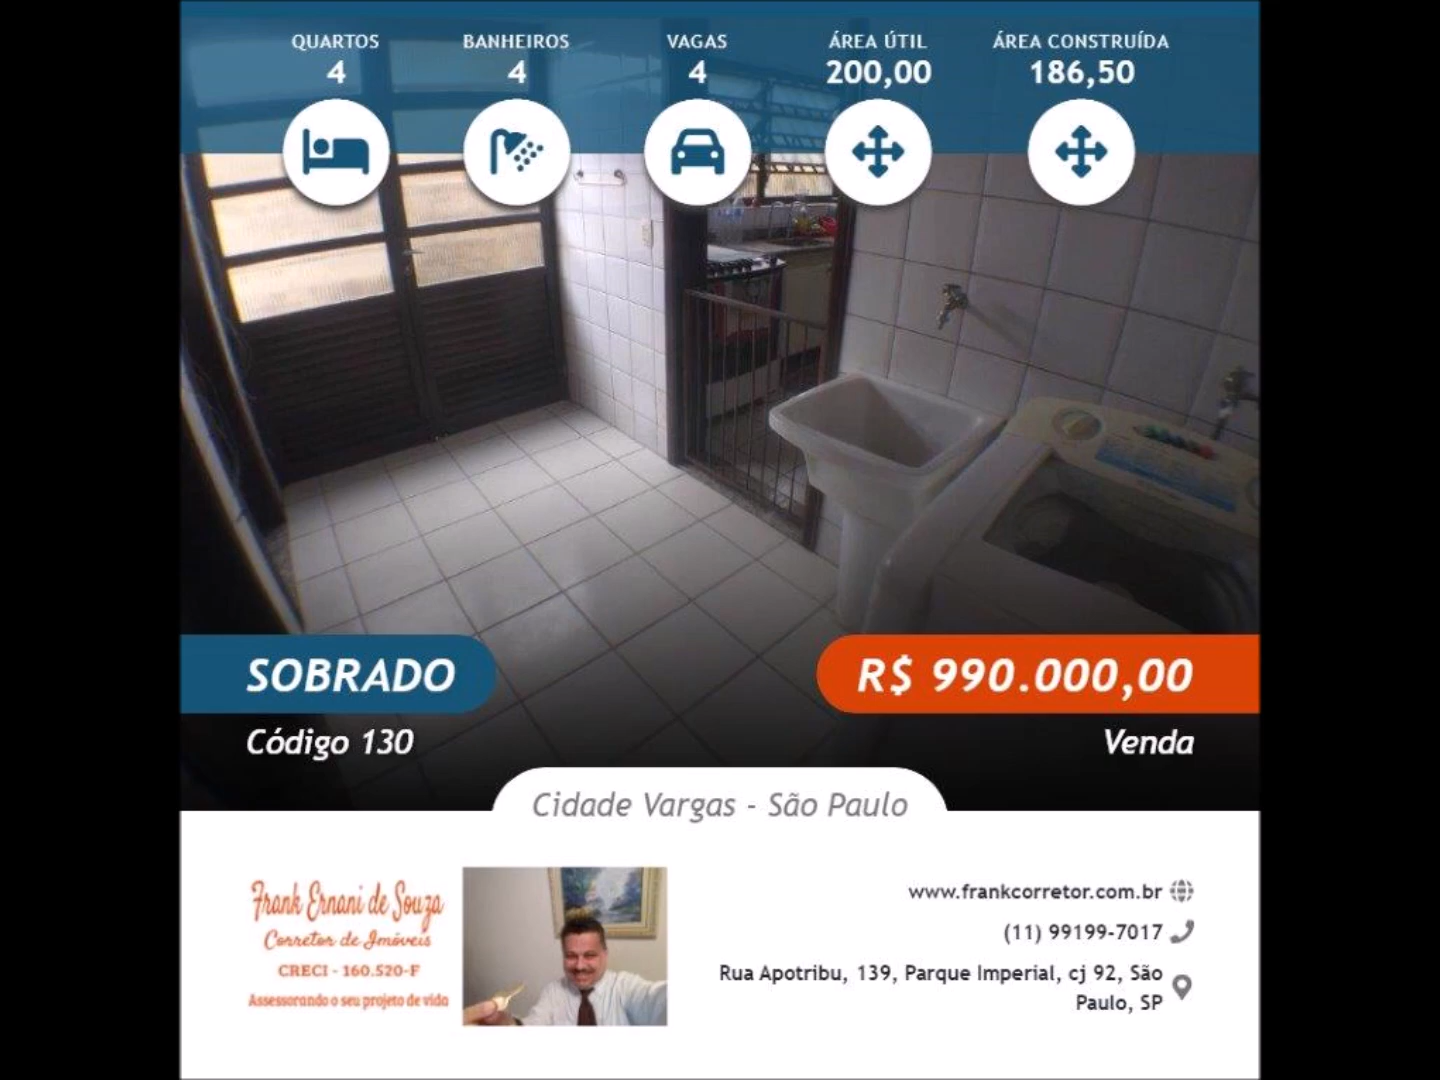 QUARTOS
4
BANHEIROS
4
VAGAS
4
ÁREA ÚTIL
200,00
ÁREA CONSTRUÍDA
186,50
SOBRADO
Código 130
R$ 990.000,00
Venda
Cidade Vargas - São Paulo
Frank Ernani de Souza
Corretor de Imóveis
CRECI - 160.520-F
Assessorando o seu projeto de vida
www.frankcorretor.com.br
(11) 99199-7017
Rua Apotribu, 139, Parque Imperial, cj 92, São
Paulo, SP